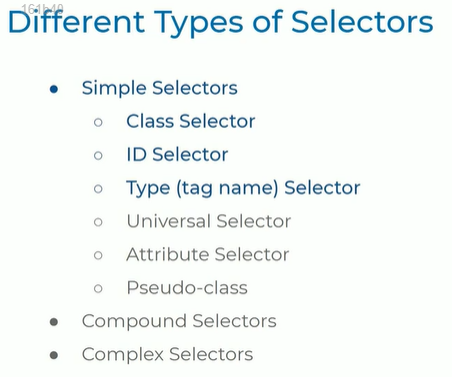 Different Types of Selectors
● Simple Selectors
○ Class Selector
○ ID Selector
○ Type (tag name) Selector
○ Universal Selector
○ Attribute Selector
○ Pseudo-class
● Compound Selectors
● Complex Selectors